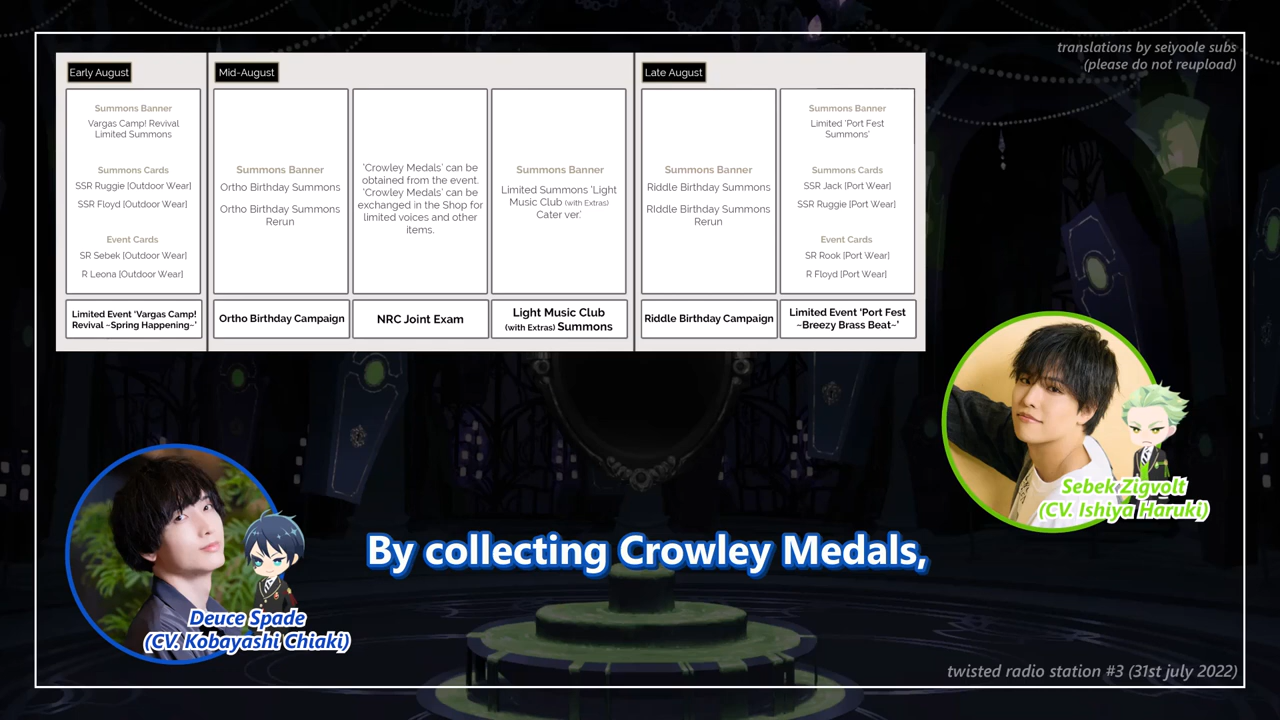 translations by seiyoole subs
(please do not reupload)
Early August
Summons Banner
Vargas Camp! Revival
Limited Summons
Summons Cards
SSR Ruggie [Outdoor Wear]
SSR Floyd [Outdoor Wear]
Event Cards
SR Sebek [Outdoor Wear]
R Leona [Outdoor Wear]
Limited Event 'Vargas Camp!
Revival ~Spring Happening~'
Mid-August
Summons Banner
Ortho Birthday Summons
Ortho Birthday Summons
Rerun
Ortho Birthday Campaign
'Crowley Medals' can be
obtained from the event.
'Crowley Medals' can be
exchanged in the Shop for
limited voices and other
items.
NRC Joint Exam
Summons Banner
Limited Summons 'Light
Music Club (with Extras)
Cater ver.'
Light Music Club
(with Extras) Summons
Late August
Summons Banner
Riddle Birthday Summons
RIddle Birthday Summons
Rerun
Riddle Birthday Campaign
Summons Banner
Limited 'Port Fest
Summons'
Summons Cards
SSR Jack [Port Wear]
SSR Ruggie [Port Wear]
Event Cards
SR Rook [Port Wear]
R Floyd [Port Wear]
Limited Event 'Port Fest
~Breezy Brass Beat~'
Sebek Zigvolt
(CV. Ishiya Haruki)
By collecting Crowley Medals,
Deuce Spade
(CV. Kobayashi Chiaki)
twisted radio station #3 (31st july 2022)